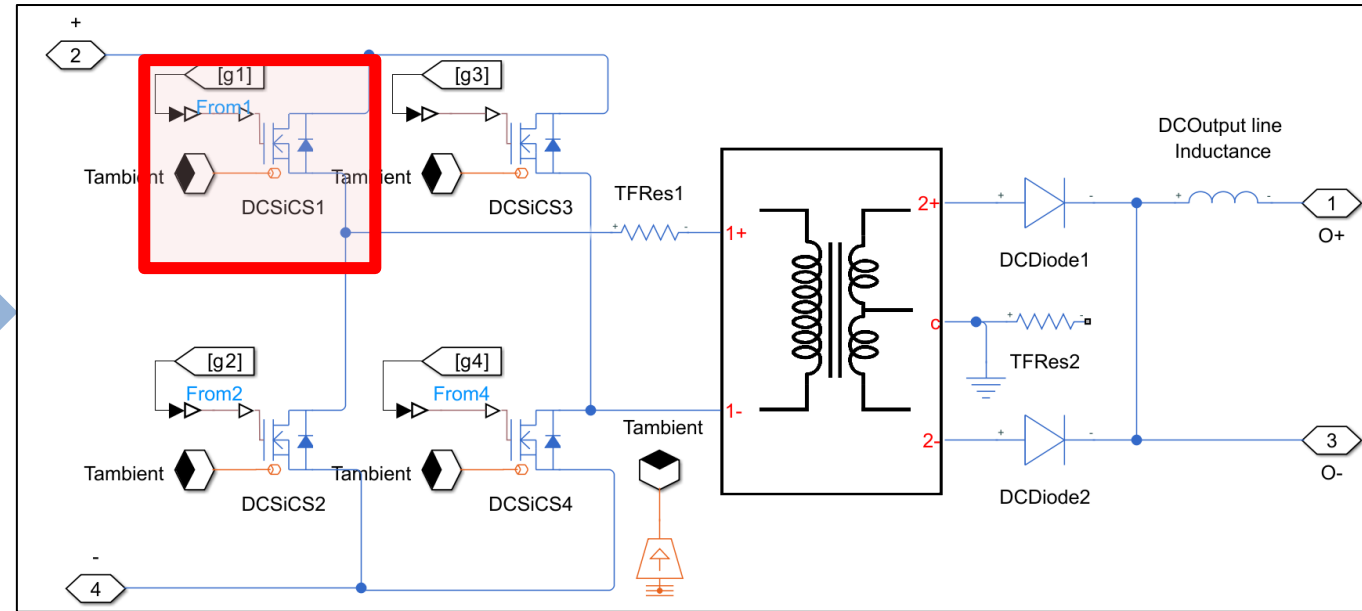 +
2
[g1]
[g3]
From1
Tambient
Tambient
DCSiCS1
DCSiCS3
TFRes1
+
-
1+
2+
+
-
DCDiode1
DCOutput line
Inductance
+
-
1
O+
c
+
-
TFRes2
[g2]
[g4]
From2
From4
Tambient
Tambient
DCSiCS2
DCSiCS4
1-
Tambient
2-
+
-
DCDiode2
3
O-
-
4